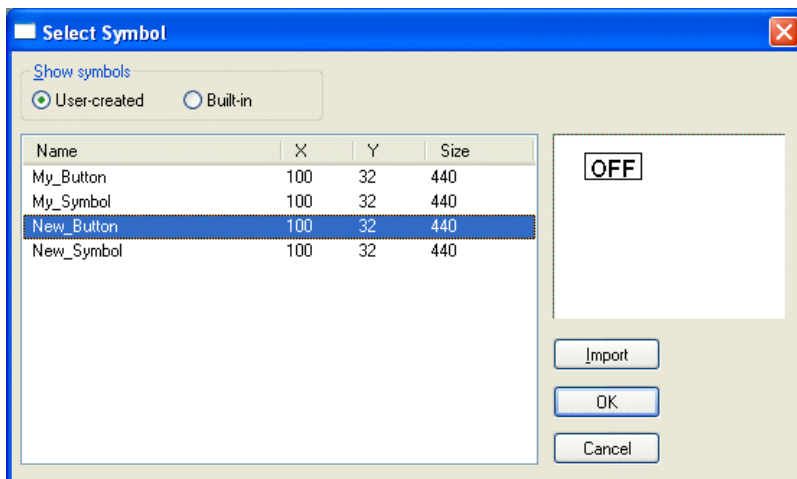 Select Symbol
Show symbols
User-created Built-in
Name X Y Size
My_Button 100 32 440
My_Symbol 100 32 440
New_Button 100 32 440
New_Symbol 100 32 440
OFF
Import
OK
Cancel